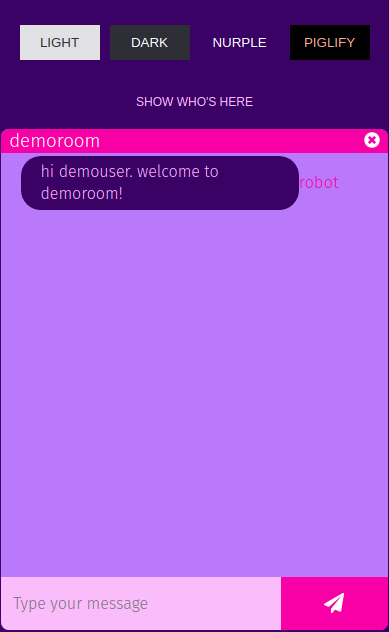 LIGHT DARK NURPLE PIGLIFY
SHOW WHO'S HERE
demoroom
hi demouser. welcome to
demoroom!
robot
Type your message